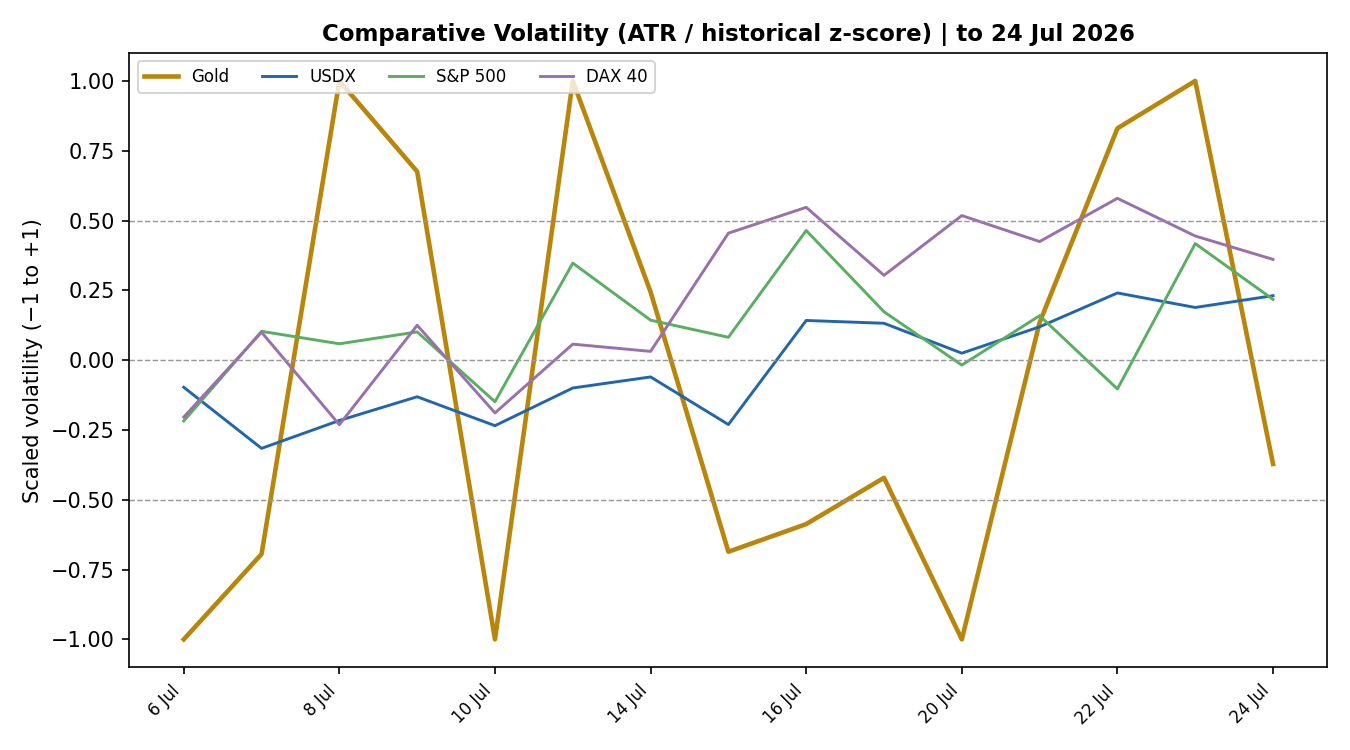 Comparative Volatility (ATR / historical z-score) | to 24 Jul 2026
Gold USDX S&P 500 DAX 40
Scaled volatility (−1 to +1)
1.00
0.75
0.50
0.25
0.00
−0.25
−0.50
−0.75
−1.00
6 Jul 8 Jul 10 Jul 14 Jul 16 Jul 20 Jul 22 Jul 24 Jul